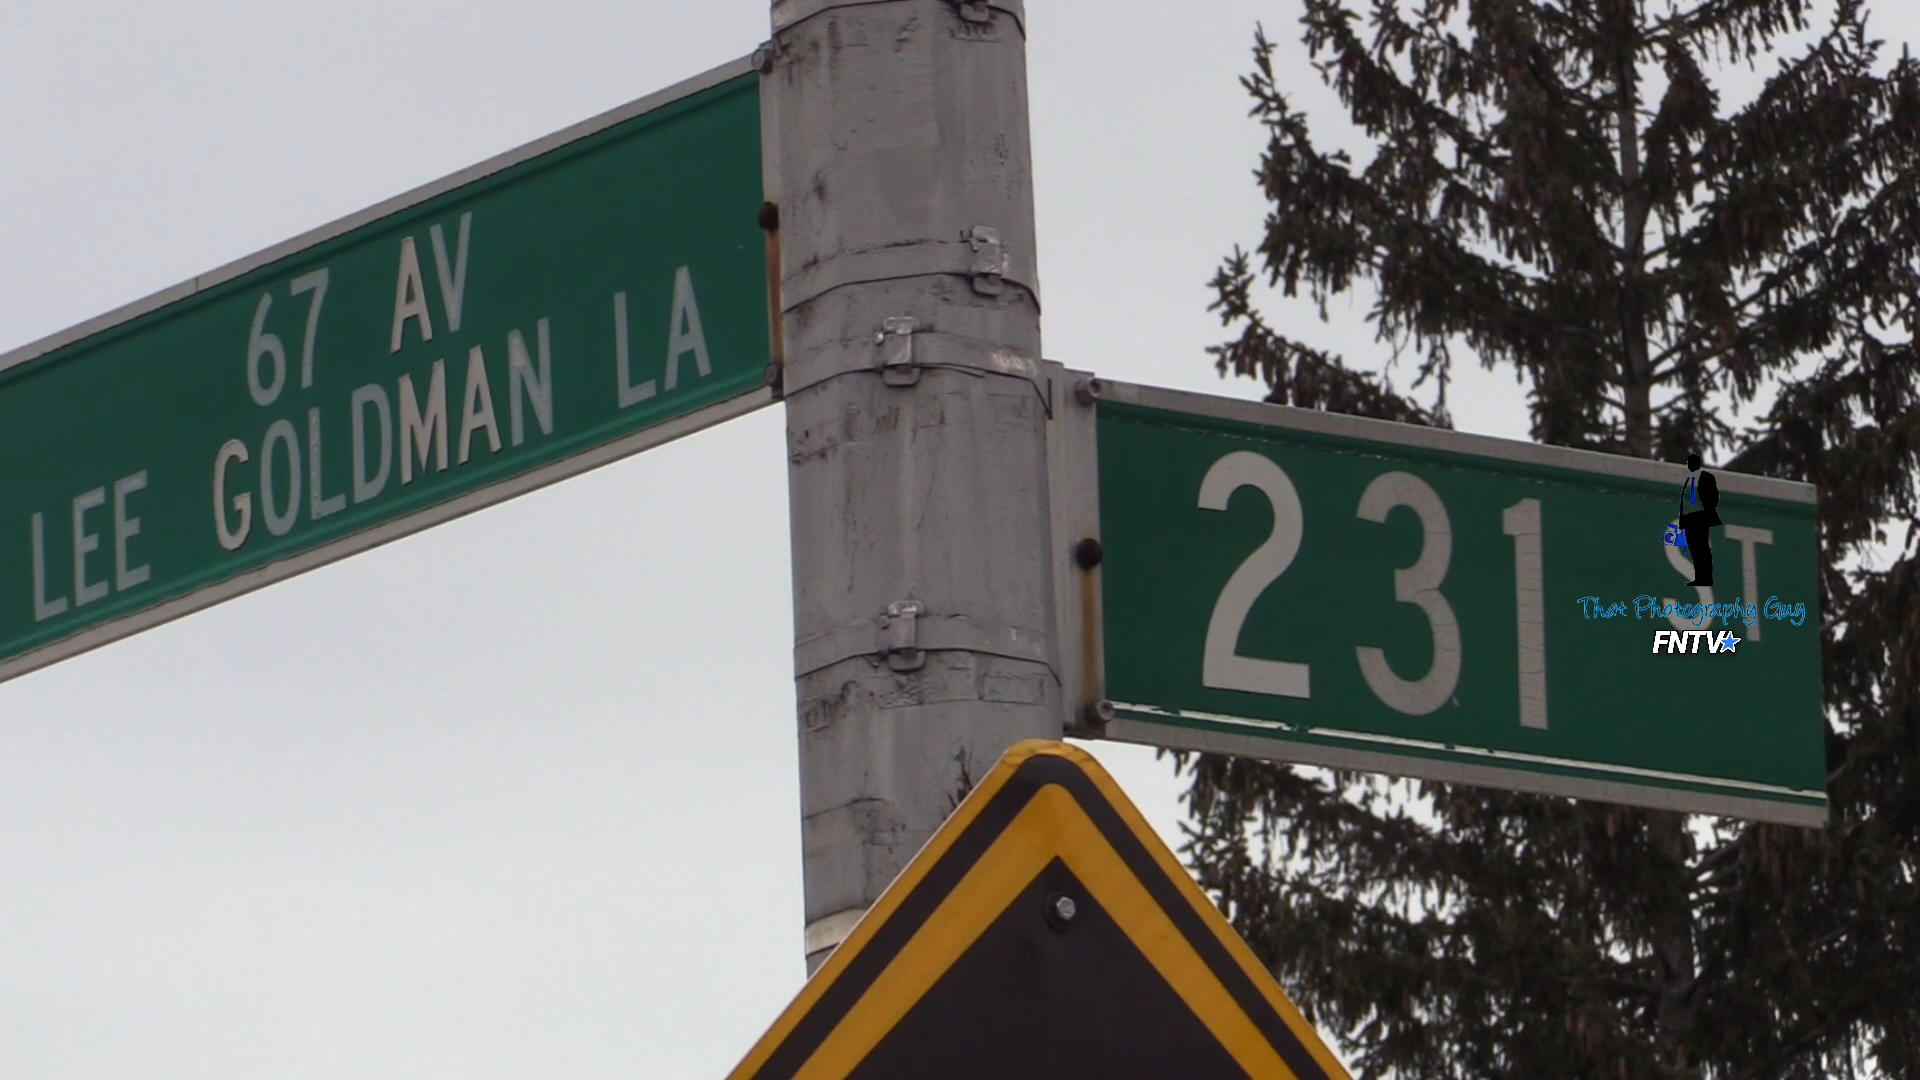 67 AV
LEE GOLDMAN LA
231 ST
That Photography Guy
FNTV